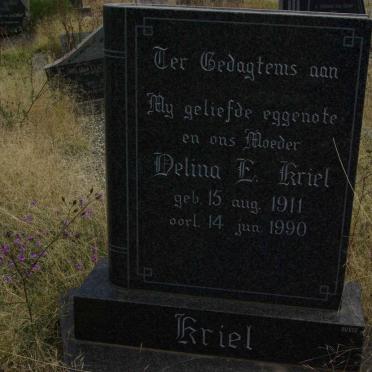 Ter Gedagtenis aan
My geliefde eggenote
en ons Moeder
Delina E. Kriel
geb. 15 aug. 1911
oorl. 14 jun. 1990
Kriel